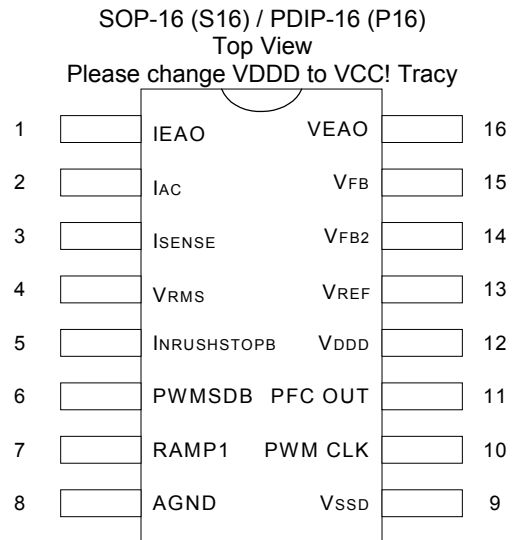 SOP-16 (S16) / PDIP-16 (P16)
Top View
Please change VDDD to VCC! Tracy
1 IEAO VEAO 16
2 IAC VFB 15
3 ISENSE VFB2 14
4 VRMS VREF 13
5 INRUSHSTOPB VDDD 12
6 PWMSDB PFC OUT 11
7 RAMP1 PWM CLK 10
8 AGND VSSD 9